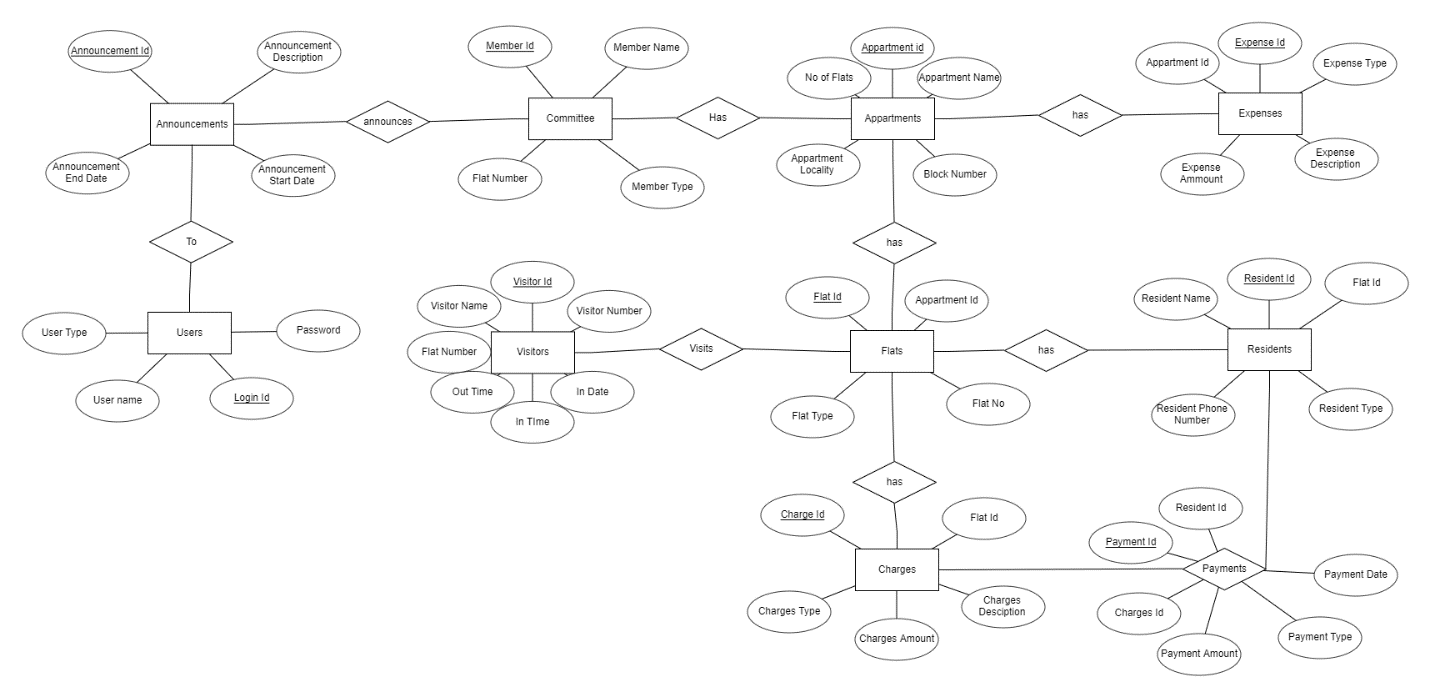 Announcement Id
Announcement
Description
Announcements
Announcement
End Date
Announcement
Start Date
announces
Member Id
Member Name
Committee
Flat Number
Member Type
Has
Appartment id
No of Flats
Appartment Name
Appartments
Appartment
Locality
Block Number
has
Expense Id
Appartment Id
Expense Type
Expenses
Expense
Ammount
Expense
Description
To
User Type
Users
Password
User name
Login Id
Visitor Id
Visitor Name
Visitor Number
Flat Number
Visitors
Out Time
In Date
In TIme
Visits
has
Flat Id
Appartment Id
Flats
Flat Type
Flat No
has
Resident Id
Resident Name
Flat Id
Residents
Resident Phone
Number
Resident Type
has
Charge Id
Flat Id
Charges
Charges Type
Charges
Desciption
Charges Amount
Resident Id
Payment Id
Payments
Payment Date
Charges Id
Payment Type
Payment Amount